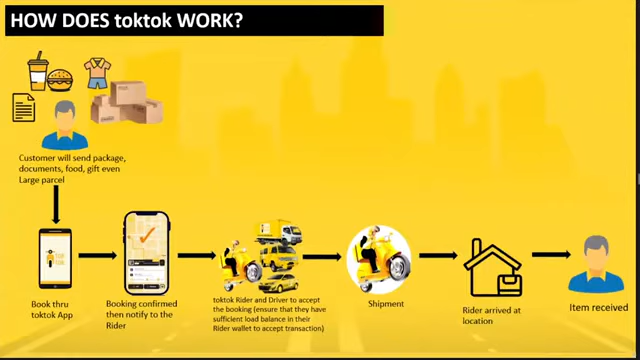 HOW DOES toktok WORK?
Customer will send package,
documents, food, gift even
Large parcel
TOK
TOK
Book thru
toktok App
Booking confirmed
then notify to the
Rider
toktok Rider and Driver to accept
the booking (ensure that they have
sufficient load balance in their
Rider wallet to accept transaction)
Shipment
Rider arrived at
location
Item received